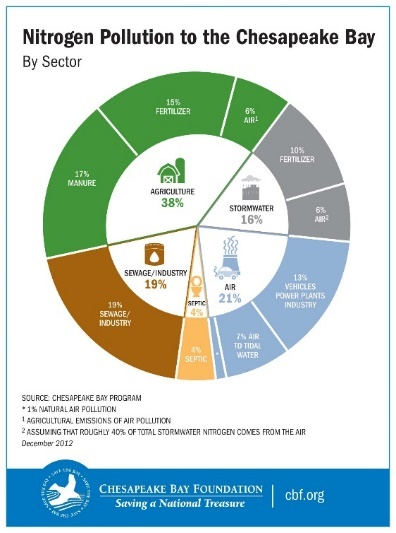 Nitrogen Pollution to the Chesapeake Bay
By Sector
15%
FERTILIZER
6%
AIR¹
17%
MANURE
10%
FERTILIZER
AGRICULTURE
38%
STORMWATER
16%
6%
AIR²
SEWAGE/INDUSTRY
19%
SEPTIC
4%
AIR
21%
13%
VEHICLES
POWER PLANTS
INDUSTRY
19%
SEWAGE/
INDUSTRY
4%
SEPTIC
*
7% AIR
TO TIDAL
WATER
SOURCE: CHESAPEAKE BAY PROGRAM
* 1% NATURAL AIR POLLUTION
¹ AGRICULTURAL EMISSIONS OF AIR POLLUTION
² ASSUMING THAT ROUGHLY 40% OF TOTAL STORMWATER NITROGEN COMES FROM THE AIR
December 2012
SAVE THE BAY
CHESAPEAKE BAY FOUNDATION
Saving a National Treasure
cbf.org